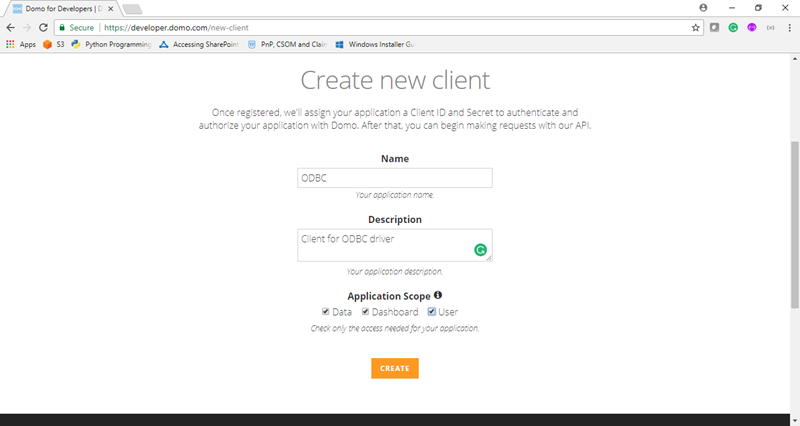 Domo for Developers | D
Secure
https://developer.domo.com/new-client
Apps
S3
Python Programming
Accessing SharePoint
PnP, CSOM and Claim
Windows Installer Gu
Create new client
Once registered, we'll assign your application a Client ID and Secret to authenticate and
authorize your application with Domo. After that, you can begin making requests with our API.
Name
ODBC
Your application name.
Description
Client for ODBC driver
Your application description.
Application Scope
Data
Dashboard
User
Check only the access needed for your application.
CREATE